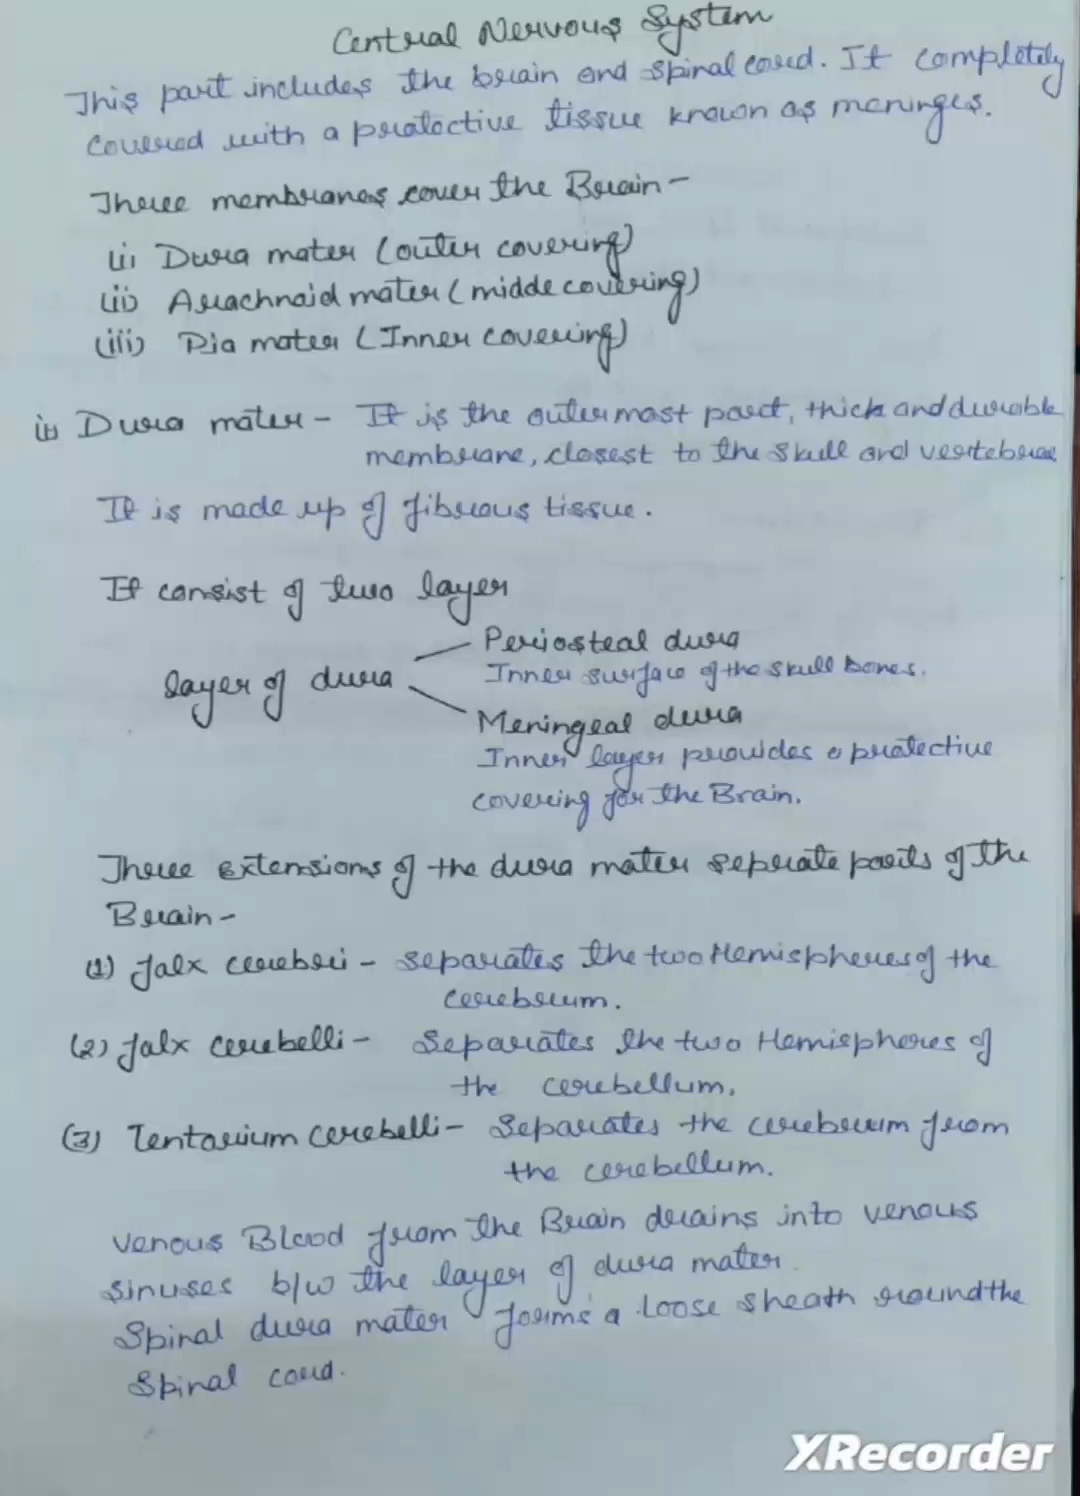 Central Nervous System
This part includes the brain and spinal cord. It completely
covered with a protective tissue known as meninges.
Three membranes cover the Brain-
(i) Dura mater (outer covering)
(ii) Arachnoid mater (midde covering)
(iii) Pia mater (Inner covering)
(i) Dura mater - It is the outermost part, thick and durable
membrane, closest to the skull and vertebrae
It is made up of fibrous tissue.
It consist of two layer
Periosteal dura
Inner surface of the skull bones.
layer of dura
Meningeal dura
Inner layer provides a protective
covering for the Brain.
Three Extensions of the dura mater seperate parts of the
Brain-
(1) falx cerebri - separates the two Hemispheres of the
cerebrum.
(2) falx cerebelli - Separates the two Hemispheres of
the cerebellum.
(3) Tentorium cerebelli - Separates the cerebrum from
the cerebellum.
Venous Blood from the Brain drains into venous
sinuses b/w the layer of dura mater.
Spinal dura mater forms a loose sheath round the
spinal cord.
XRecorder